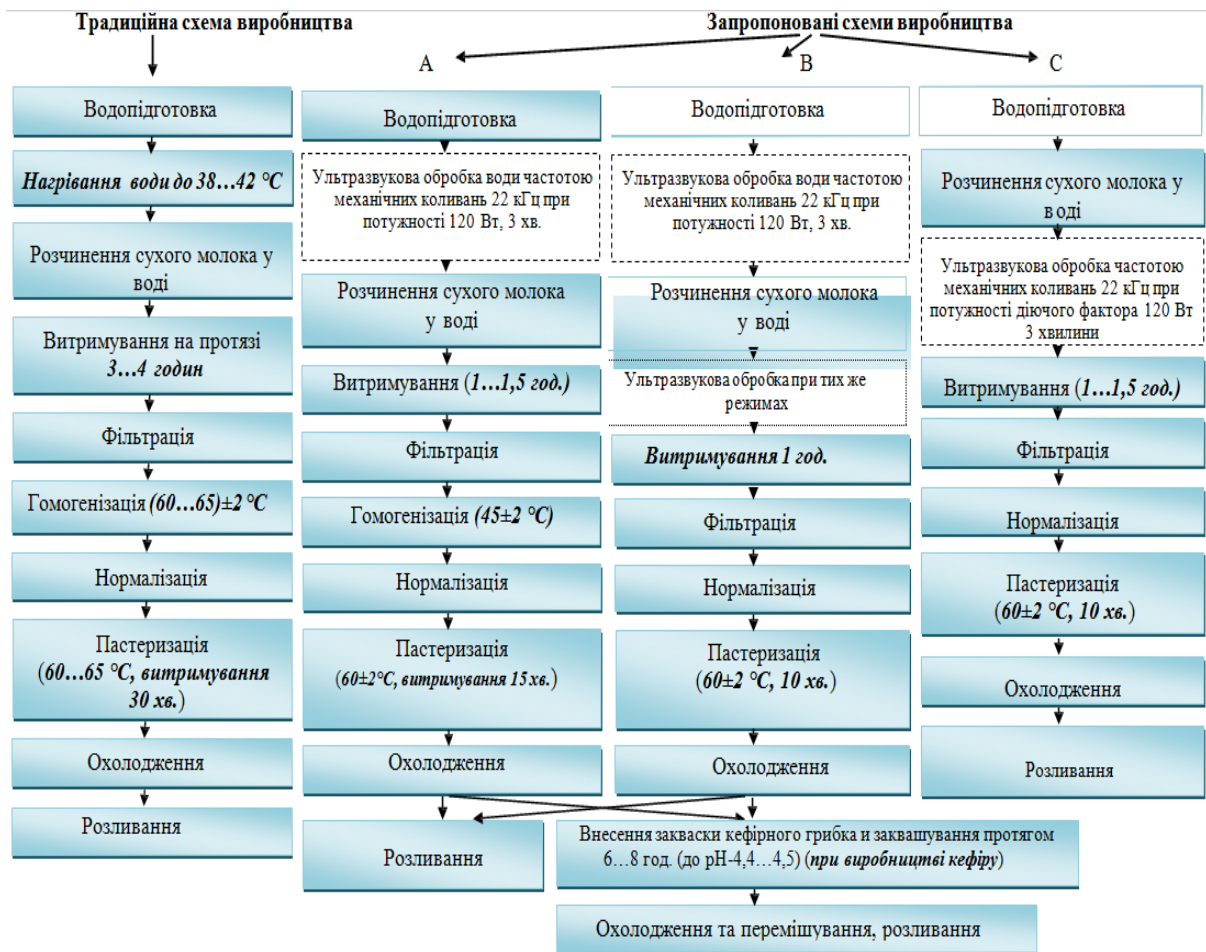 Традиційна схема виробництва
Запропоновані схеми виробництва
A
B
C
Водопідготовка
Нагрівання води до 38…42 °С
Розчинення сухого молока у
воді
Витримування на протязі
3…4 годин
Фільтрація
Гомогенізація (60…65)±2 °С
Нормалізація
Пастеризація
(60…65 °С, витримування
30 хв.)
Охолодження
Розливання
Водопідготовка
Ультразвукова обробка води частотою
механічних коливань 22 кГц при
потужності 120 Вт, 3 хв.
Розчинення сухого молока
у воді
Витримування (1…1,5 год.)
Фільтрація
Гомогенізація (45±2 °С)
Нормалізація
Пастеризація
(60±2°С, витримування 15 хв.)
Охолодження
Розливання
Водопідготовка
Ультразвукова обробка води частотою
механічних коливань 22 кГц при
потужності 120 Вт, 3 хв.
Розчинення сухого молока
у воді
Ультразвукова обробка при тих же
режимах
Витримування 1 год.
Фільтрація
Нормалізація
Пастеризація
(60±2 °С, 10 хв.)
Охолодження
Внесення закваски кефірного грибка и заквашування протягом
6…8 год. (до рН-4,4…4,5) (при виробництві кефіру)
Охолодження та перемішування, розливання
Водопідготовка
Розчинення сухого молока у
воді
Ультразвукова обробка частотою
механічних коливань 22 кГц при
потужності діючого фактора 120 Вт
3 хвилини
Витримування (1…1,5 год.)
Фільтрація
Нормалізація
Пастеризація
(60±2 °С, 10 хв.)
Охолодження
Розливання